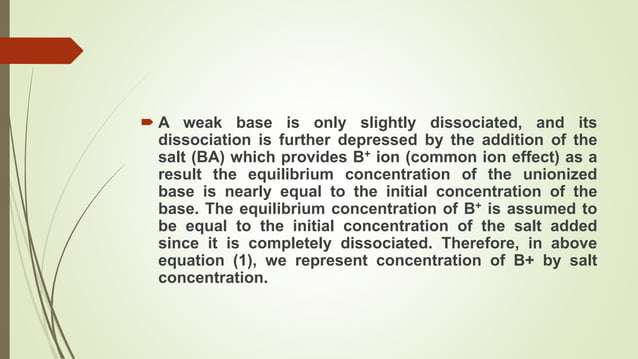 A weak base is only slightly dissociated, and its
dissociation is further depressed by the addition of the
salt (BA) which provides B⁺ ion (common ion effect) as a
result the equilibrium concentration of the unionized
base is nearly equal to the initial concentration of the
base. The equilibrium concentration of B⁺ is assumed to
be equal to the initial concentration of the salt added
since it is completely dissociated. Therefore, in above
equation (1), we represent concentration of B+ by salt
concentration.